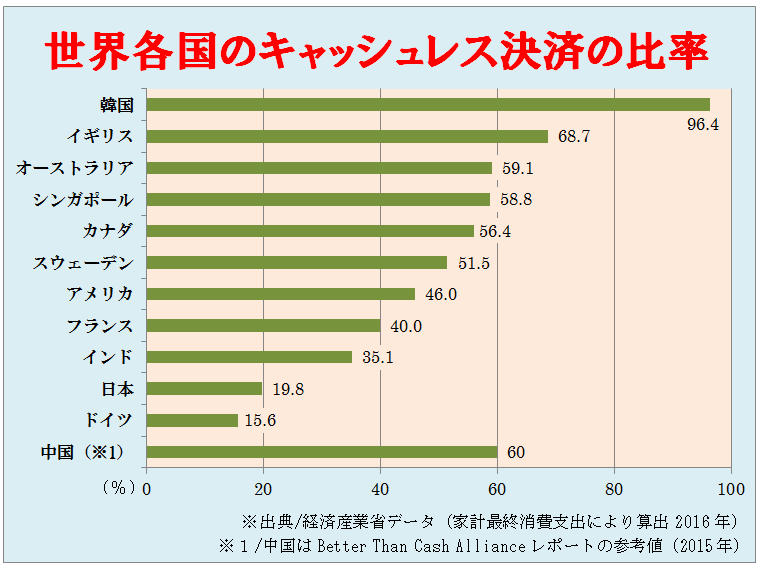 世界各国のキャッシュレス決済の比率
韓国 96.4
イギリス 68.7
オーストラリア 59.1
シンガポール 58.8
カナダ 56.4
スウェーデン 51.5
アメリカ 46.0
フランス 40.0
インド 35.1
日本 19.8
ドイツ 15.6
中国（※1） 60
（%） 0 20 40 60 80 100
※出典/経済産業省データ（家計最終消費支出により算出 2016年）
※１/中国はBetter Than Cash Allianceレポートの参考値（2015年）